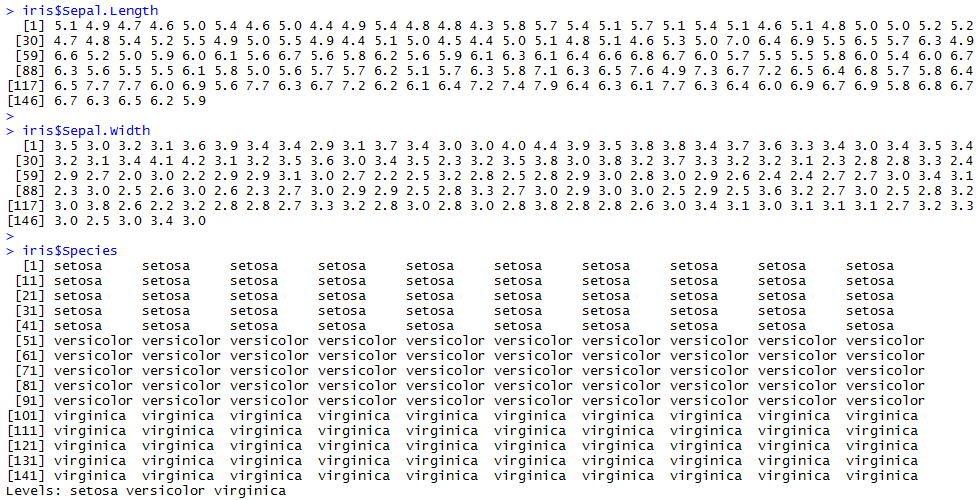 > iris$Sepal.Length
  [1] 5.1 4.9 4.7 4.6 5.0 5.4 4.6 5.0 4.4 4.9 5.4 4.8 4.8 4.3 5.8 5.7 5.4 5.1 5.7 5.1 5.4 5.1 4.6 5.1 4.8 5.0 5.0 5.2 5.2
 [30] 4.7 4.8 5.4 5.2 5.5 4.9 5.0 5.5 4.9 4.4 5.1 5.0 4.5 4.4 5.0 5.1 4.8 5.1 4.6 5.3 5.0 7.0 6.4 6.9 5.5 6.5 5.7 6.3 4.9
 [59] 6.6 5.2 5.0 5.9 6.0 6.1 5.6 6.7 5.6 5.8 6.2 5.6 5.9 6.1 6.3 6.1 6.4 6.6 6.8 6.7 6.0 5.7 5.5 5.5 5.8 6.0 5.4 6.0 6.7
 [88] 6.3 5.6 5.5 5.5 6.1 5.8 5.0 5.6 5.7 5.7 6.2 5.1 5.7 6.3 5.8 7.1 6.3 6.5 7.6 4.9 7.3 6.7 7.2 6.5 6.4 6.8 5.7 5.8 6.4
[117] 6.5 7.7 7.7 6.0 6.9 5.6 7.7 6.3 6.7 7.2 6.2 6.1 6.4 7.2 7.4 7.9 6.4 6.3 6.1 7.7 6.3 6.4 6.0 6.9 6.7 6.9 5.8 6.8 6.7
[146] 6.7 6.3 6.5 6.2 5.9
>
> iris$Sepal.Width
  [1] 3.5 3.0 3.2 3.1 3.6 3.9 3.4 3.4 2.9 3.1 3.7 3.4 3.0 3.0 4.0 4.4 3.9 3.5 3.8 3.8 3.4 3.7 3.6 3.3 3.4 3.0 3.4 3.5 3.4
 [30] 3.2 3.1 3.4 4.1 4.2 3.1 3.2 3.5 3.6 3.0 3.4 3.5 2.3 3.2 3.5 3.8 3.0 3.8 3.2 3.7 3.3 3.2 3.2 3.1 2.3 2.8 2.8 3.3 2.4
 [59] 2.9 2.7 2.0 3.0 2.2 2.9 2.9 3.1 3.0 2.7 2.2 2.5 3.2 2.8 2.5 2.8 2.9 3.0 2.8 3.0 2.9 2.6 2.4 2.4 2.7 2.7 3.0 3.4 3.1
 [88] 2.3 3.0 2.5 2.6 3.0 2.6 2.3 2.7 3.0 2.9 2.9 2.5 2.8 3.3 2.7 3.0 2.9 3.0 3.0 2.5 2.9 2.5 3.6 3.2 2.7 3.0 2.5 2.8 3.2
[117] 3.0 3.8 2.6 2.2 3.2 2.8 2.8 2.7 3.3 3.2 2.8 3.0 2.8 3.0 2.8 3.8 2.8 2.8 2.6 3.0 3.4 3.1 3.0 3.1 3.1 3.1 2.7 3.2 3.3
[146] 3.0 2.5 3.0 3.4 3.0
>
> iris$Species
  [1] setosa     setosa     setosa     setosa     setosa     setosa     setosa     setosa     setosa     setosa
 [11] setosa     setosa     setosa     setosa     setosa     setosa     setosa     setosa     setosa     setosa
 [21] setosa     setosa     setosa     setosa     setosa     setosa     setosa     setosa     setosa     setosa
 [31] setosa     setosa     setosa     setosa     setosa     setosa     setosa     setosa     setosa     setosa
 [41] setosa     setosa     setosa     setosa     setosa     setosa     setosa     setosa     setosa     setosa
 [51] versicolor versicolor versicolor versicolor versicolor versicolor versicolor versicolor versicolor versicolor
 [61] versicolor versicolor versicolor versicolor versicolor versicolor versicolor versicolor versicolor versicolor
 [71] versicolor versicolor versicolor versicolor versicolor versicolor versicolor versicolor versicolor versicolor
 [81] versicolor versicolor versicolor versicolor versicolor versicolor versicolor versicolor versicolor versicolor
 [91] versicolor versicolor versicolor versicolor versicolor versicolor versicolor versicolor versicolor versicolor
[101] virginica  virginica  virginica  virginica  virginica  virginica  virginica  virginica  virginica  virginica
[111] virginica  virginica  virginica  virginica  virginica  virginica  virginica  virginica  virginica  virginica
[121] virginica  virginica  virginica  virginica  virginica  virginica  virginica  virginica  virginica  virginica
[131] virginica  virginica  virginica  virginica  virginica  virginica  virginica  virginica  virginica  virginica
[141] virginica  virginica  virginica  virginica  virginica  virginica  virginica  virginica  virginica  virginica
Levels: setosa versicolor virginica